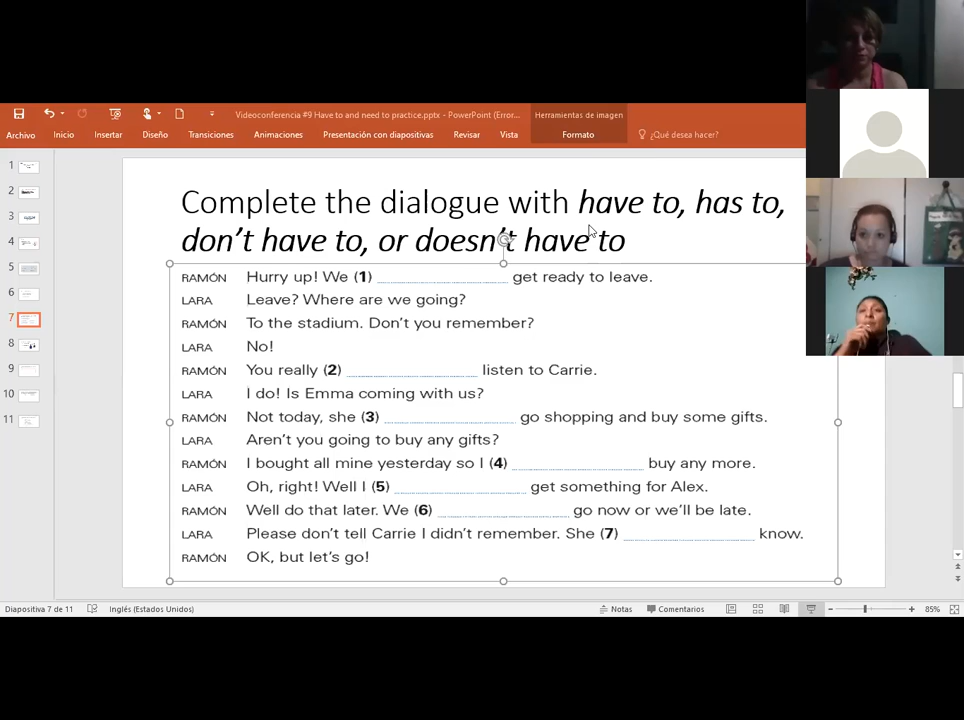 Videoconferencia #9 Have to and need to practice.pptx - PowerPoint (Error...
Herramientas de imagen
Archivo Inicio Insertar Diseño Transiciones Animaciones Presentación con diapositivas Revisar Vista Formato ¿Qué desea hacer?
1
2
3
4
5
6
7
8
9
10
11
Complete the dialogue with have to, has to,
don't have to, or doesn't have to
RAMÓN Hurry up! We (1) ........ get ready to leave.
LARA Leave? Where are we going?
RAMÓN To the stadium. Don't you remember?
LARA No!
RAMÓN You really (2) ........ listen to Carrie.
LARA I do! Is Emma coming with us?
RAMÓN Not today, she (3) ........ go shopping and buy some gifts.
LARA Aren't you going to buy any gifts?
RAMÓN I bought all mine yesterday so I (4) ........ buy any more.
LARA Oh, right! Well I (5) ........ get something for Alex.
RAMÓN Well do that later. We (6) ........ go now or we'll be late.
LARA Please don't tell Carrie I didn't remember. She (7) ........ know.
RAMÓN OK, but let's go!
Diapositiva 7 de 11 Inglés (Estados Unidos) Notas Comentarios 85%